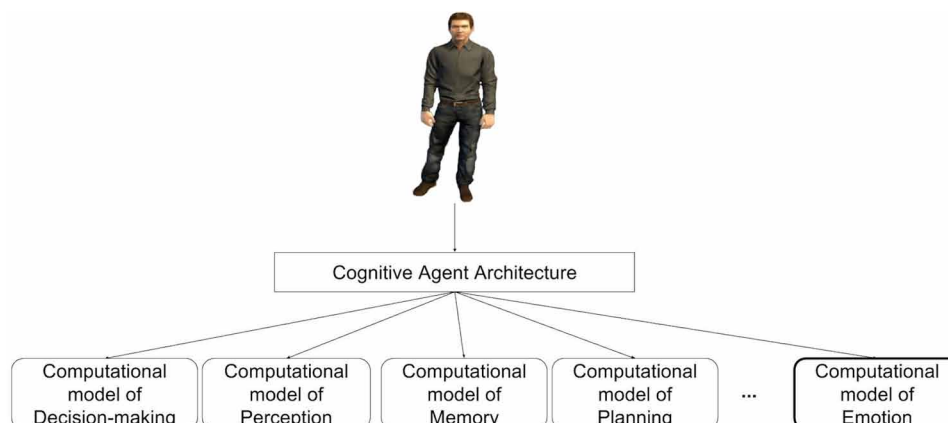 Cognitive Agent Architecture
Computational
model of
Decision-making
Computational
model of
Perception
Computational
model of
Memory
Computational
model of
Planning
...
Computational
model of
Emotion